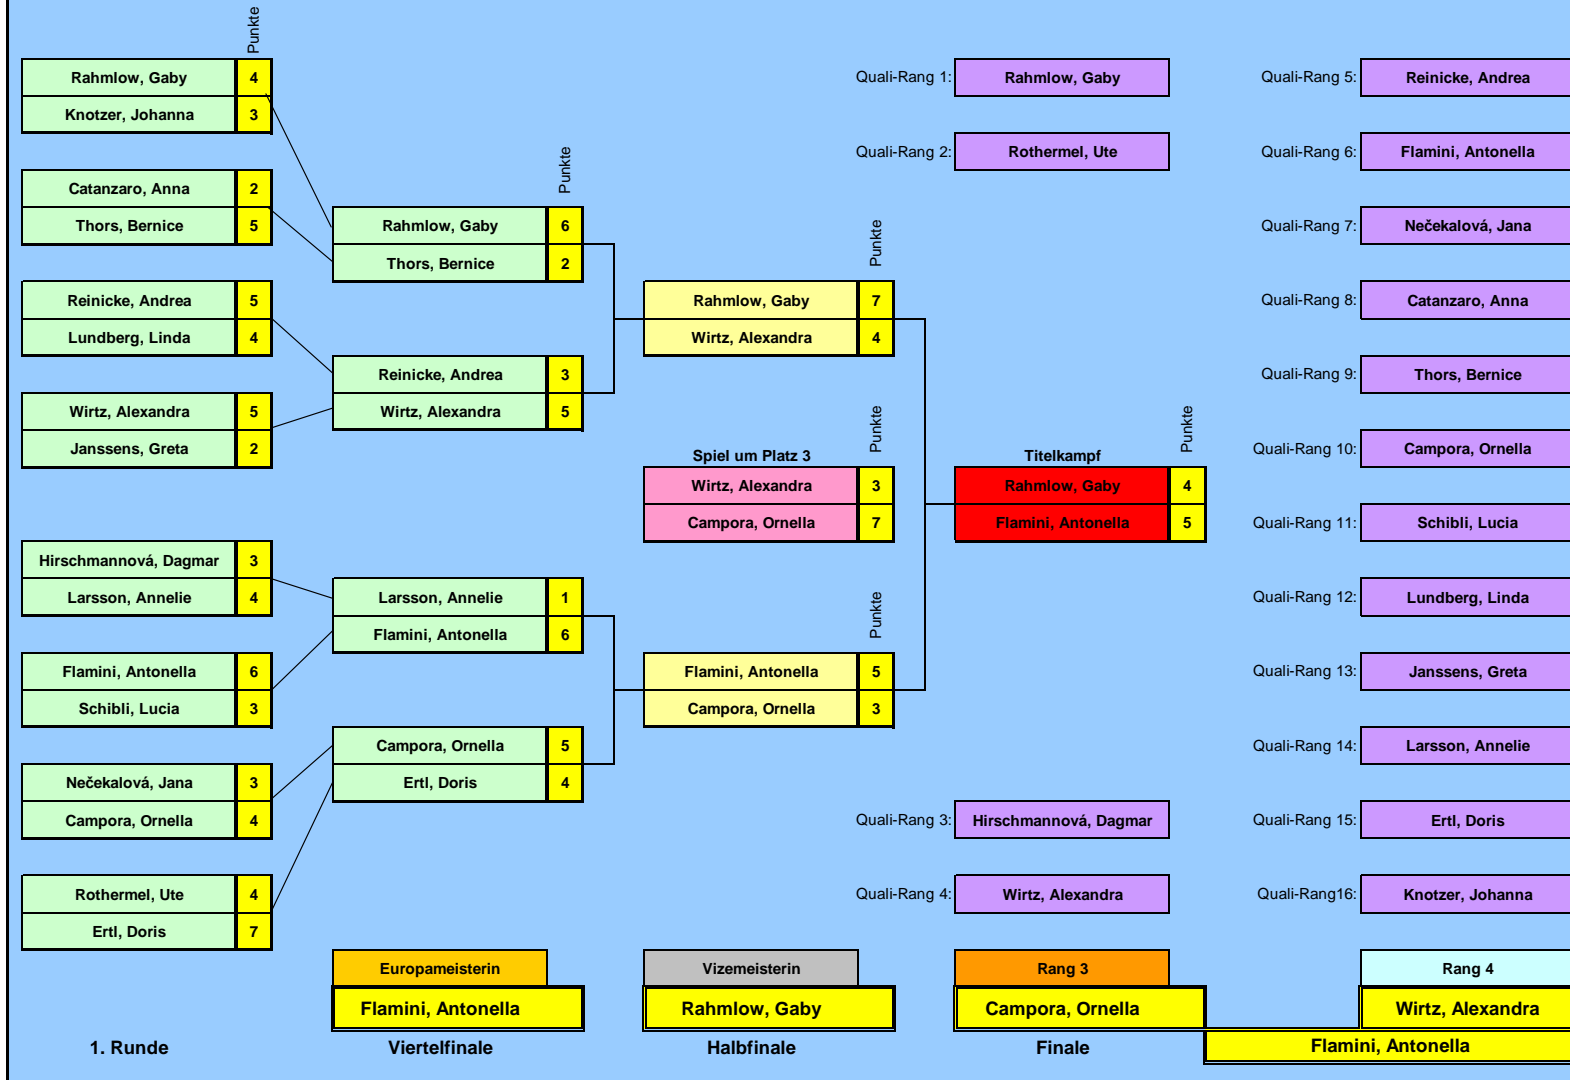 Punkte
Rahmlow, Gaby 4
Knotzer, Johanna 3
Catanzaro, Anna 2
Thors, Bernice 5
Reinicke, Andrea 5
Lundberg, Linda 4
Wirtz, Alexandra 5
Janssens, Greta 2
Hirschmannová, Dagmar 3
Larsson, Annelie 4
Flamini, Antonella 6
Schibli, Lucia 3
Nečekalová, Jana 3
Campora, Ornella 4
Rothermel, Ute 4
Ertl, Doris 7
Punkte
Rahmlow, Gaby 6
Thors, Bernice 2
Reinicke, Andrea 3
Wirtz, Alexandra 5
Larsson, Annelie 1
Flamini, Antonella 6
Campora, Ornella 5
Ertl, Doris 4
Punkte
Rahmlow, Gaby 7
Wirtz, Alexandra 4
Punkte
Spiel um Platz 3
Wirtz, Alexandra 3
Campora, Ornella 7
Punkte
Flamini, Antonella 5
Campora, Ornella 3
Punkte
Titelkampf
Rahmlow, Gaby 4
Flamini, Antonella 5
Quali-Rang 1: Rahmlow, Gaby
Quali-Rang 2: Rothermel, Ute
Quali-Rang 3: Hirschmannová, Dagmar
Quali-Rang 4: Wirtz, Alexandra
Quali-Rang 5: Reinicke, Andrea
Quali-Rang 6: Flamini, Antonella
Quali-Rang 7: Nečekalová, Jana
Quali-Rang 8: Catanzaro, Anna
Quali-Rang 9: Thors, Bernice
Quali-Rang 10: Campora, Ornella
Quali-Rang 11: Schibli, Lucia
Quali-Rang 12: Lundberg, Linda
Quali-Rang 13: Janssens, Greta
Quali-Rang 14: Larsson, Annelie
Quali-Rang 15: Ertl, Doris
Quali-Rang16: Knotzer, Johanna
Europameisterin
Flamini, Antonella
Vizemeisterin
Rahmlow, Gaby
Rang 3
Campora, Ornella
Rang 4
Wirtz, Alexandra
1. Runde Viertelfinale Halbfinale Finale Flamini, Antonella